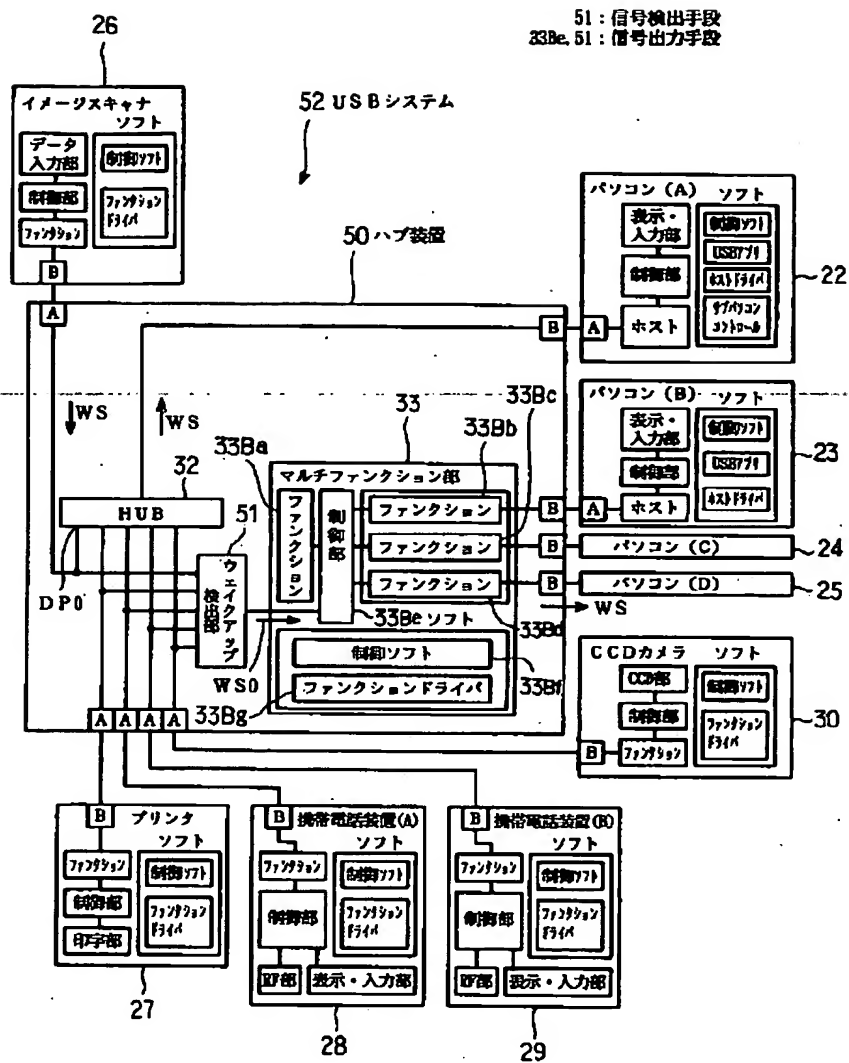 51：信号検出手段
33Be, 51：信号出力手段
26
イメージスキャナ
ソフト
データ
入力部
制御部
ファンクション
制御ソフト
ファンクション
ドライバ
B
A
52 USBシステム
50 ハブ装置
パソコン (A)
ソフト
表示・
入力部
制御部
ホスト
制御ソフト
USBアプリ
ホストドライバ
サブパソコン
コントロール
22
B
A
WS
WS
32
HUB
51
DP0
ウェイクアップ
検出部
WS0
33
マルチファンクション部
33Ba
33Bb
33Bc
ファンクション
制御部
ファンクション
ファンクション
ファンクション
33Be
33Bd
ソフト
制御ソフト
33Bf
ファンクションドライバ
33Bg
パソコン (B)
ソフト
表示・
入力部
制御部
ホスト
制御ソフト
USBアプリ
ホストドライバ
23
B
A
B
パソコン (C)
24
B
パソコン (D)
25
WS
CCDカメラ
ソフト
CCD部
制御部
ファンクション
制御ソフト
ファンクション
ドライバ
30
B
A
A
A
A
B
プリンタ
ソフト
ファンクション
制御部
印字部
制御ソフト
ファンクション
ドライバ
27
B
携帯電話装置(A)
ソフト
ファンクション
制御部
RF部
表示・入力部
制御ソフト
ファンクション
ドライバ
28
B
携帯電話装置(B)
ソフト
ファンクション
制御部
RF部
表示・入力部
制御ソフト
ファンクション
ドライバ
29